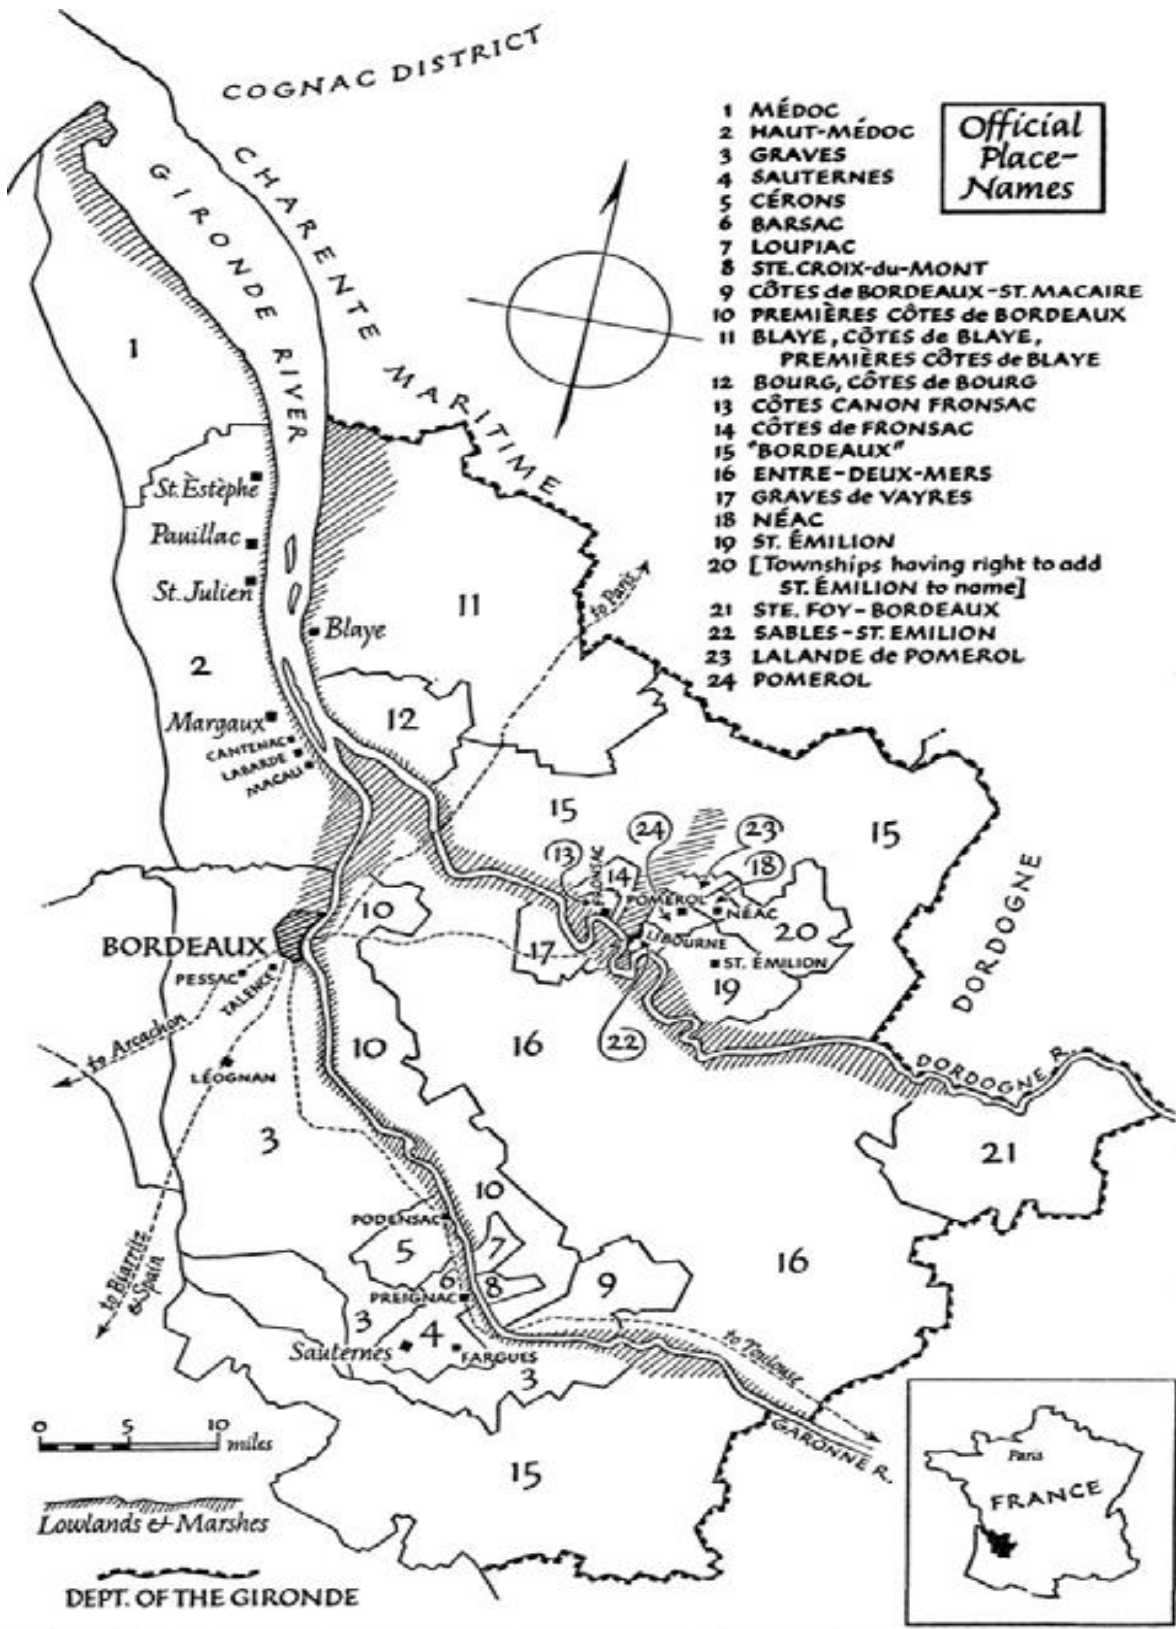 COGNAC DISTRICT
CHARENTE MARITIME
GIRONDE RIVER
Official
Place-
Names
1 MÉDOC
2 HAUT-MÉDOC
3 GRAVES
4 SAUTERNES
5 CÉRONS
6 BARSAC
7 LOUPIAC
8 STE. CROIX-du-MONT
9 CÔTES de BORDEAUX-ST. MACAIRE
10 PREMIÈRES CÔTES de BORDEAUX
11 BLAYE, CÔTES de BLAYE,
PREMIÈRES CÔTES de BLAYE
12 BOURG, CÔTES de BOURG
13 CÔTES CANON FRONSAC
14 CÔTES de FRONSAC
15 "BORDEAUX"
16 ENTRE-DEUX-MERS
17 GRAVES de VAYRES
18 NÉAC
19 ST. ÉMILION
20 [Townships having right to add
ST. ÉMILION to name]
21 STE. FOY-BORDEAUX
22 SABLES-ST. EMILION
23 LALANDE de POMEROL
24 POMEROL
1
St. Èstèphe
Pauillac
St. Julien
11
to Paris
Blaye
2
12
Margaux
CANTENAC
LABARDE
MACAU
15
15
24
23
13
FRONSAC
14
18
POMEROL
NÉAC
10
20
BORDEAUX
17
LIBOURNE
PESSAC
TALENCE
ST. ÉMILION
19
DORDOGNE
to Arcachon
10
16
22
LÉOGNAN
DORDOGNE R.
3
21
10
PODENSAC
5
7
to Biarritz
& Spain
6
8
9
16
PREIGNAC
3
4
Sauternes
FARGUES
3
to Toulouse
GARONNE R.
0 5 10
miles
15
Lowlands & Marshes
DEPT. OF THE GIRONDE
Paris
FRANCE